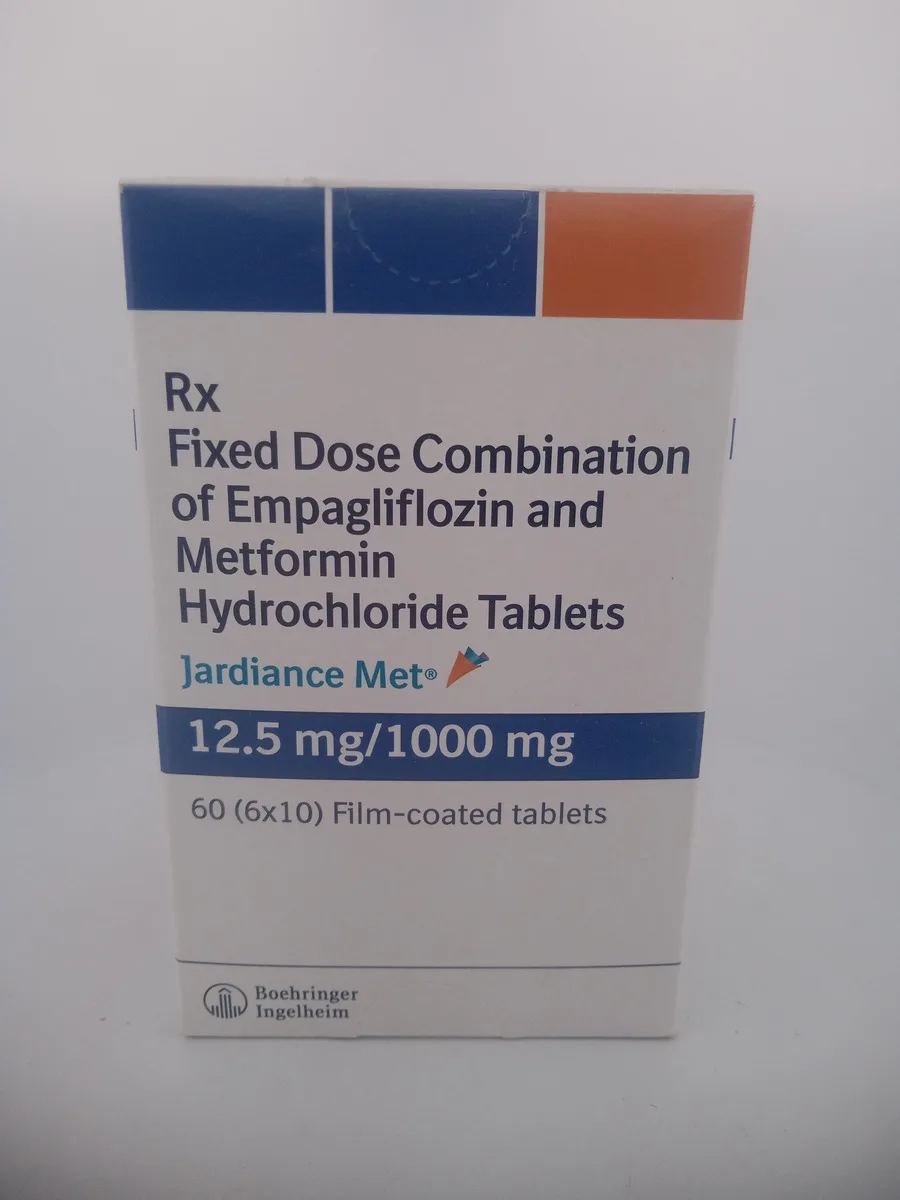 Rx
Fixed Dose Combination
of Empagliflozin and
Metformin
Hydrochloride Tablets
Jardiance Met®
12.5 mg/1000 mg
60 (6x10) Film-coated tablets
Boehringer
Ingelheim